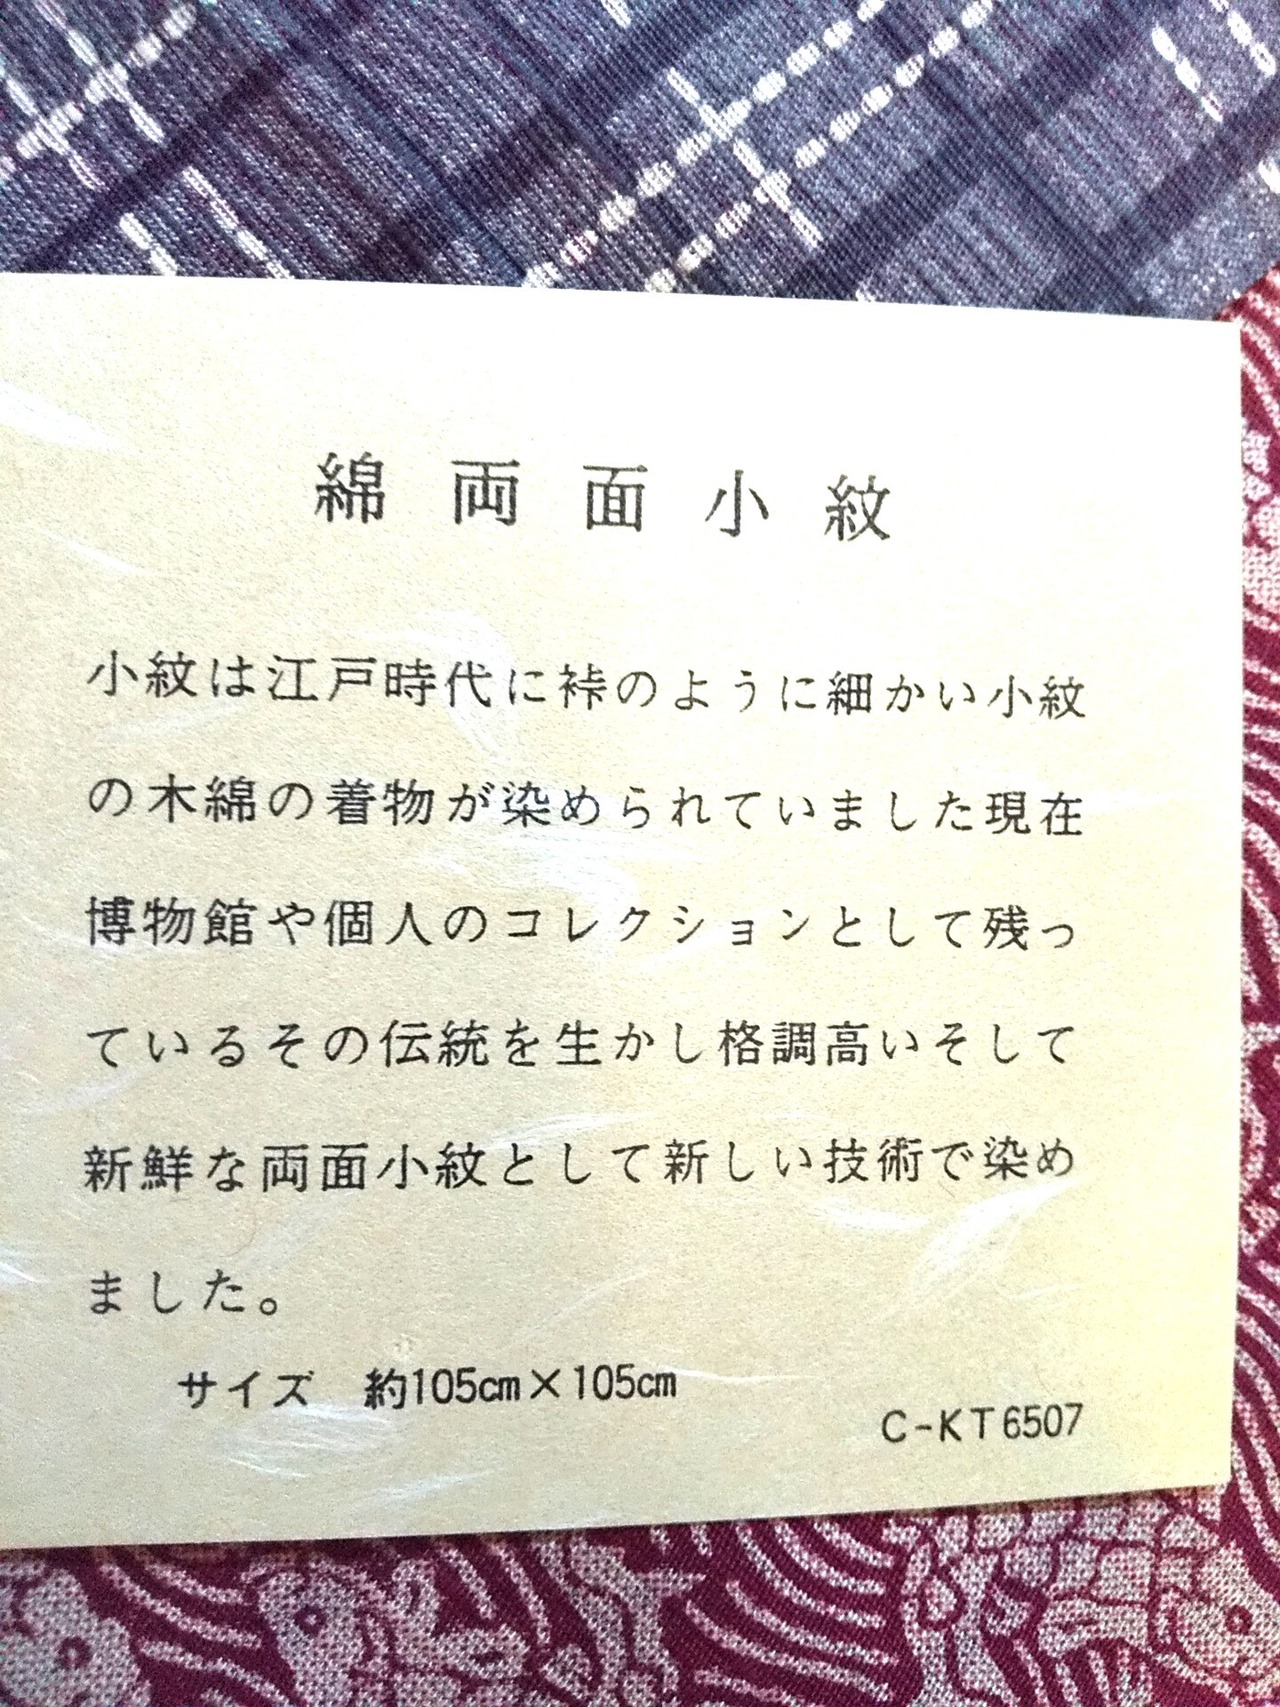 綿両面小紋
小紋は江戸時代に裃のように細かい小紋
の木綿の着物が染められていました現在
博物館や個人のコレクションとして残っ
ているその伝統を生かし格調高いそして
新鮮な両面小紋として新しい技術で染め
ました。
サイズ 約105㎝×105㎝
C-KT6507